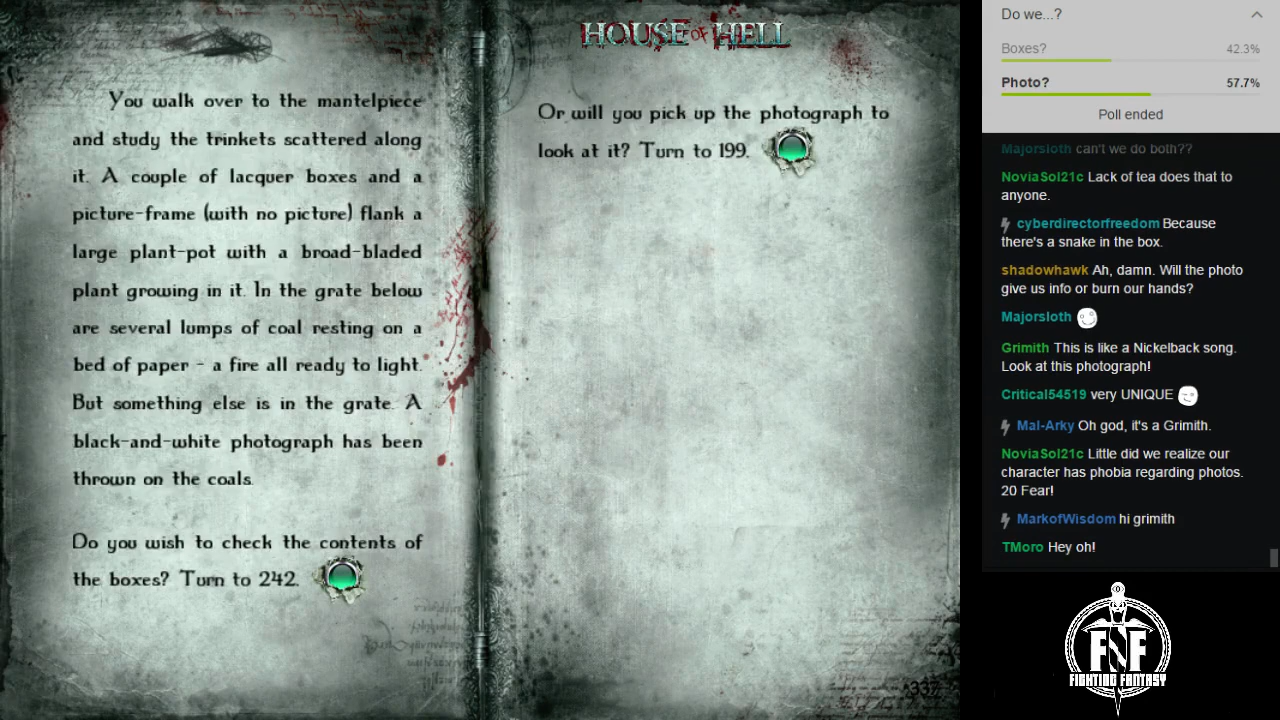 HOUSE OF HELL
You walk over to the mantelpiece
and study the trinkets scattered along
it. A couple of lacquer boxes and a
picture-frame (with no picture) flank a
large plant-pot with a broad-bladed
plant growing in it. In the grate below
are several lumps of coal resting on a
bed of paper - a fire all ready to light.
But something else is in the grate. A
black-and-white photograph has been
thrown on the coals.
Do you wish to check the contents of
the boxes? Turn to 242.
Or will you pick up the photograph to
look at it? Turn to 199.
337
Do we...?
Boxes? 42.3%
Photo? 57.7%
Poll ended
Majorsloth can't we do both??
NoviaSol21c Lack of tea does that to
anyone.
cyberdirectorfreedom Because
there's a snake in the box.
shadowhawk Ah, damn. Will the photo
give us info or burn our hands?
Majorsloth
Grimith This is like a Nickelback song.
Look at this photograph!
Critical54519 very UNIQUE
Mal-Arky Oh god, it's a Grimith.
NoviaSol21c Little did we realize our
character has phobia regarding photos.
20 Fear!
MarkofWisdom hi grimith
TMoro Hey oh!
FF
FIGHTING FANTASY